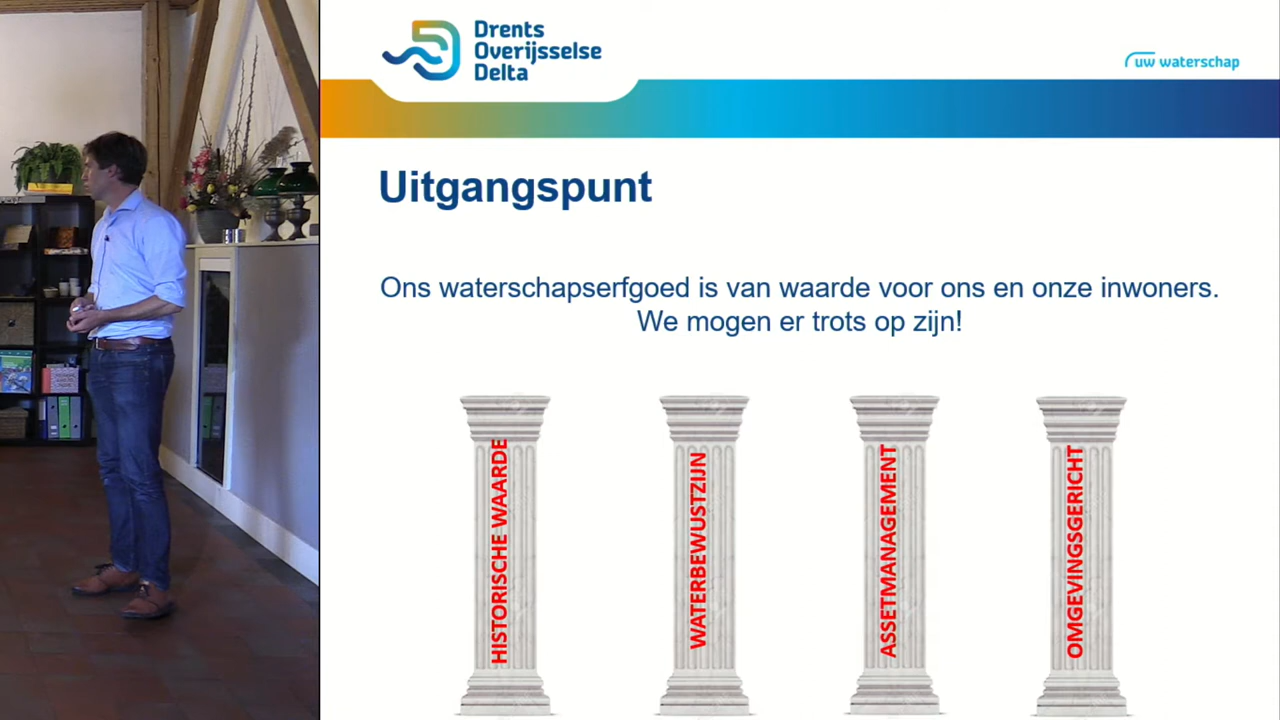 Drents
Overijsselse
Delta
uw waterschap
Uitgangspunt
Ons waterschapserfgoed is van waarde voor ons en onze inwoners.
We mogen er trots op zijn!
HISTORISCHE WAARDE
WATERBEWUSTZIJN
ASSETMANAGEMENT
OMGEVINGSGERICHT